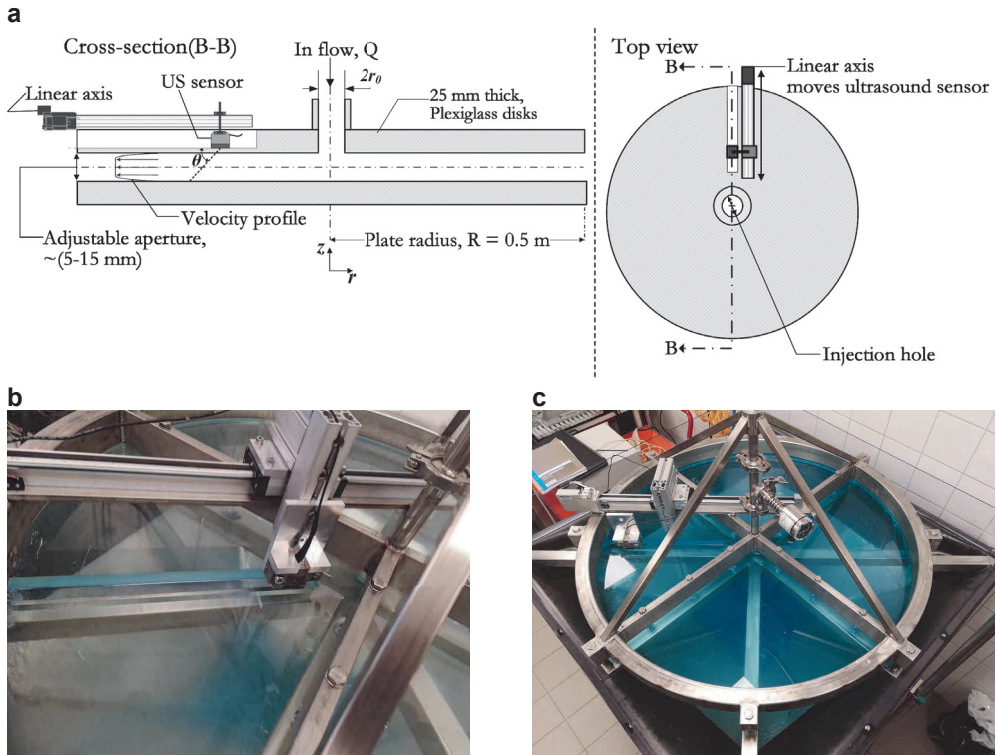 a
Cross-section(B-B)
In flow, Q
2r₀
US sensor
Linear axis
25 mm thick,
Plexiglass disks
θ
Velocity profile
Adjustable aperture,
~(5-15 mm)
Plate radius, R = 0.5 m
z
r
Top view
B
Linear axis
moves ultrasound sensor
B
Injection hole
b
c